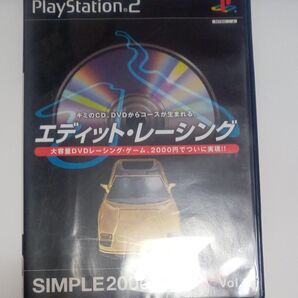 PlayStation 2
キミのCD、DVDからコースが生まれる
エディット・レーシング
大容量DVDレーシング・ゲーム、2000円でついに実現!!
SIMPLE2000
Vol.